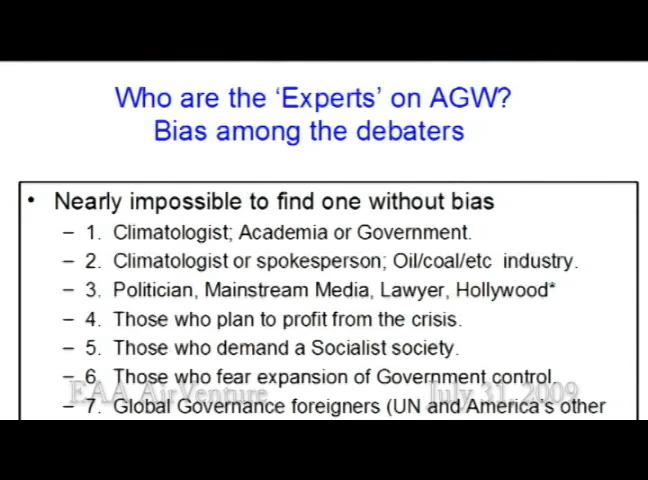 Who are the 'Experts' on AGW?
Bias among the debaters
• Nearly impossible to find one without bias
– 1. Climatologist; Academia or Government.
– 2. Climatologist or spokesperson; Oil/coal/etc industry.
– 3. Politician, Mainstream Media, Lawyer, Hollywood*
– 4. Those who plan to profit from the crisis.
– 5. Those who demand a Socialist society.
– 6. Those who fear expansion of Government control.
EAA AirVenture July 31, 2009
– 7. Global Governance foreigners (UN and America's other